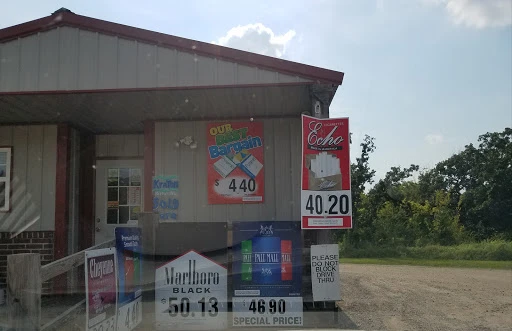 OUR
BEST
Bargain
$ 4.40
Echo
40.20
Marlboro
BLACK
$50.13
PALL MALL
46.90
SPECIAL PRICE!
PLEASE
DO NOT
BLOCK
DRIVE
THRU